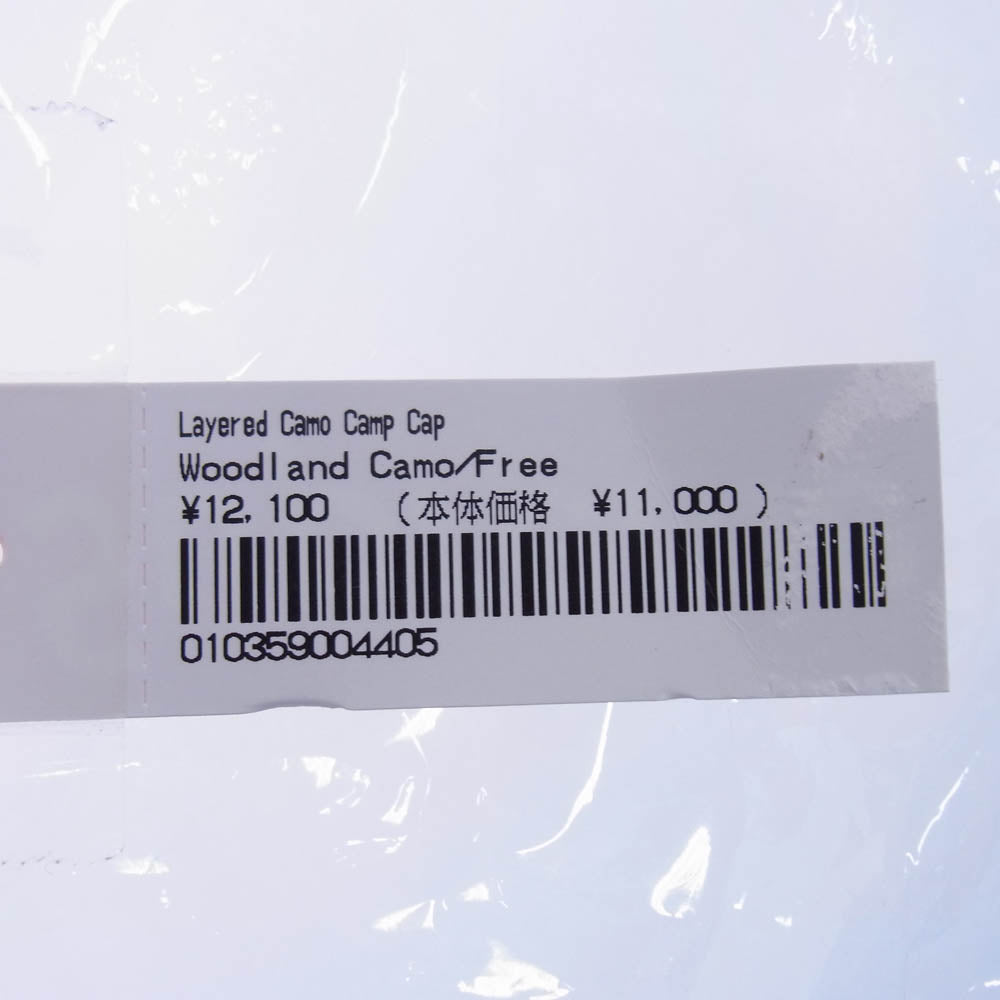 Layered Camo Camp Cap
Woodland Camo/Free
¥12,100 (本体価格 ¥11,000)
010359004405